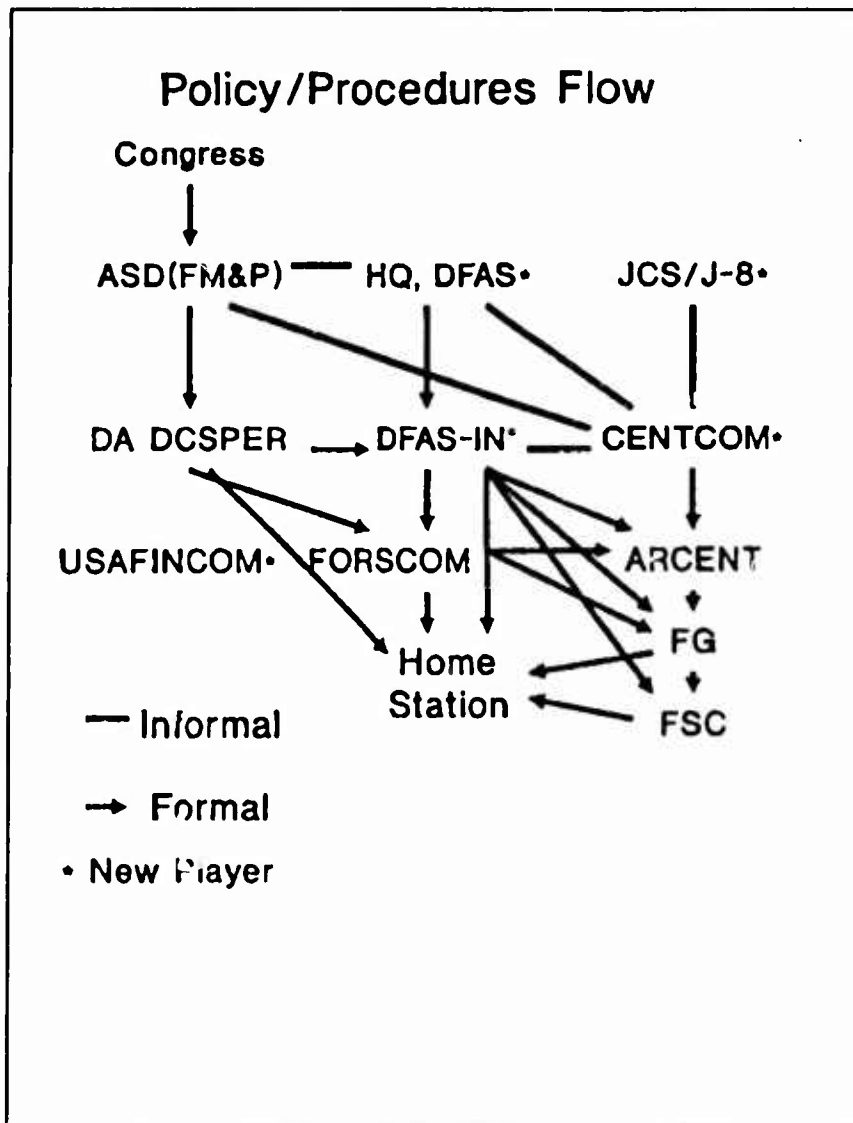 Policy/Procedures Flow
Congress
ASD(FM&P) HQ, DFAS* JCS/J-8*
DA DCSPER DFAS-IN* CENTCOM*
USAFINCOM* FORSCOM ARCENT
Home
Station
FG
FSC
Informal
Formal
* New Player